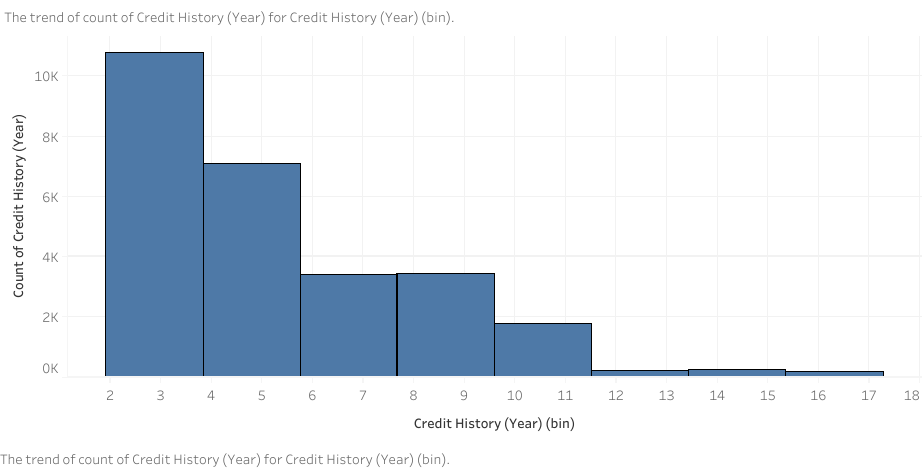 The trend of count of Credit History (Year) for Credit History (Year) (bin).
Count of Credit History (Year)
10K
8K
6K
4K
2K
0K
2 3 4 5 6 7 8 9 10 11 12 13 14 15 16 17 18
Credit History (Year) (bin)
The trend of count of Credit History (Year) for Credit History (Year) (bin).